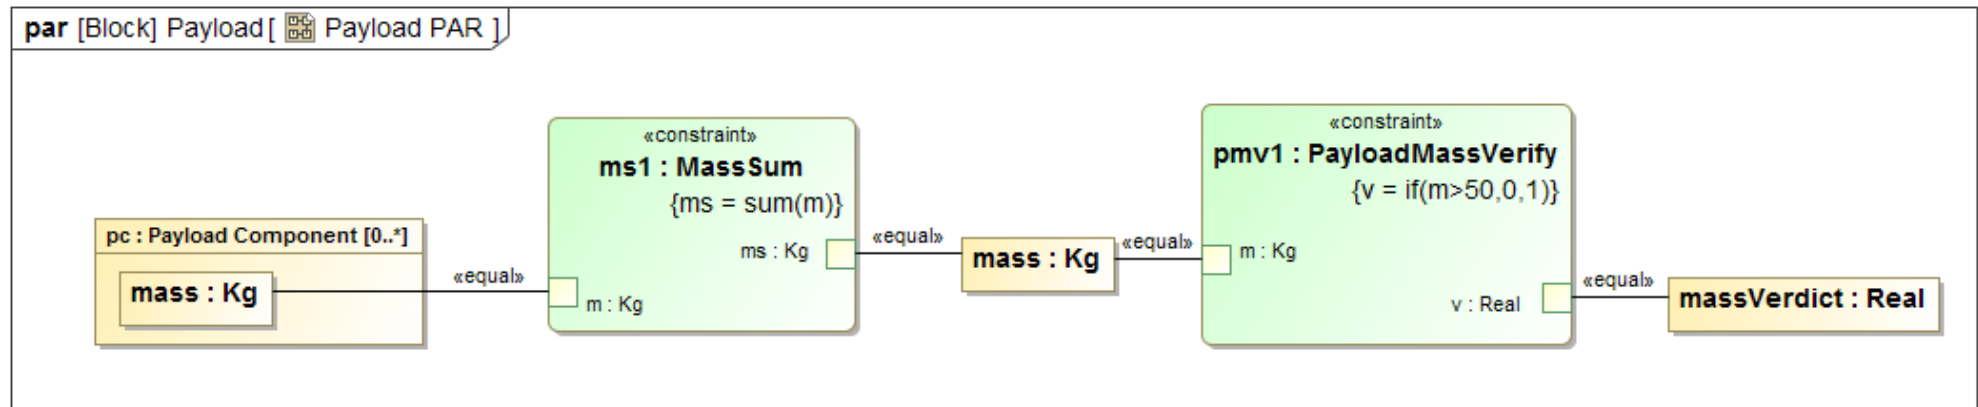 par [Block] Payload[ Payload PAR ]
«constraint»
ms1 : MassSum
{ms = sum(m)}
ms : Kg
m : Kg
pc : Payload Component [0..*]
mass : Kg
«equal»
«equal»
mass : Kg
«equal»
«constraint»
pmv1 : PayloadMassVerify
{v = if(m>50,0,1)}
m : Kg
v : Real
«equal»
massVerdict : Real